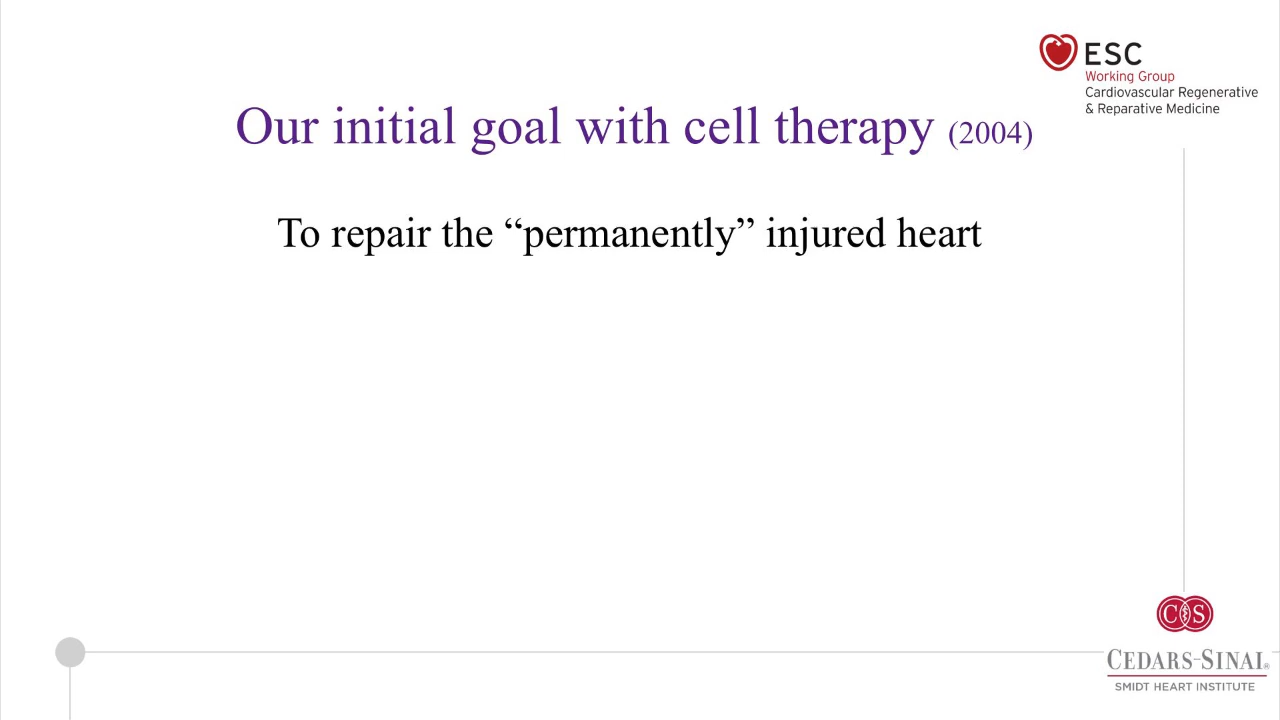 ESC
Working Group
Cardiovascular Regenerative
& Reparative Medicine
Our initial goal with cell therapy (2004)
To repair the “permanently” injured heart
C S
CEDARS-SINAI®
SMIDT HEART INSTITUTE